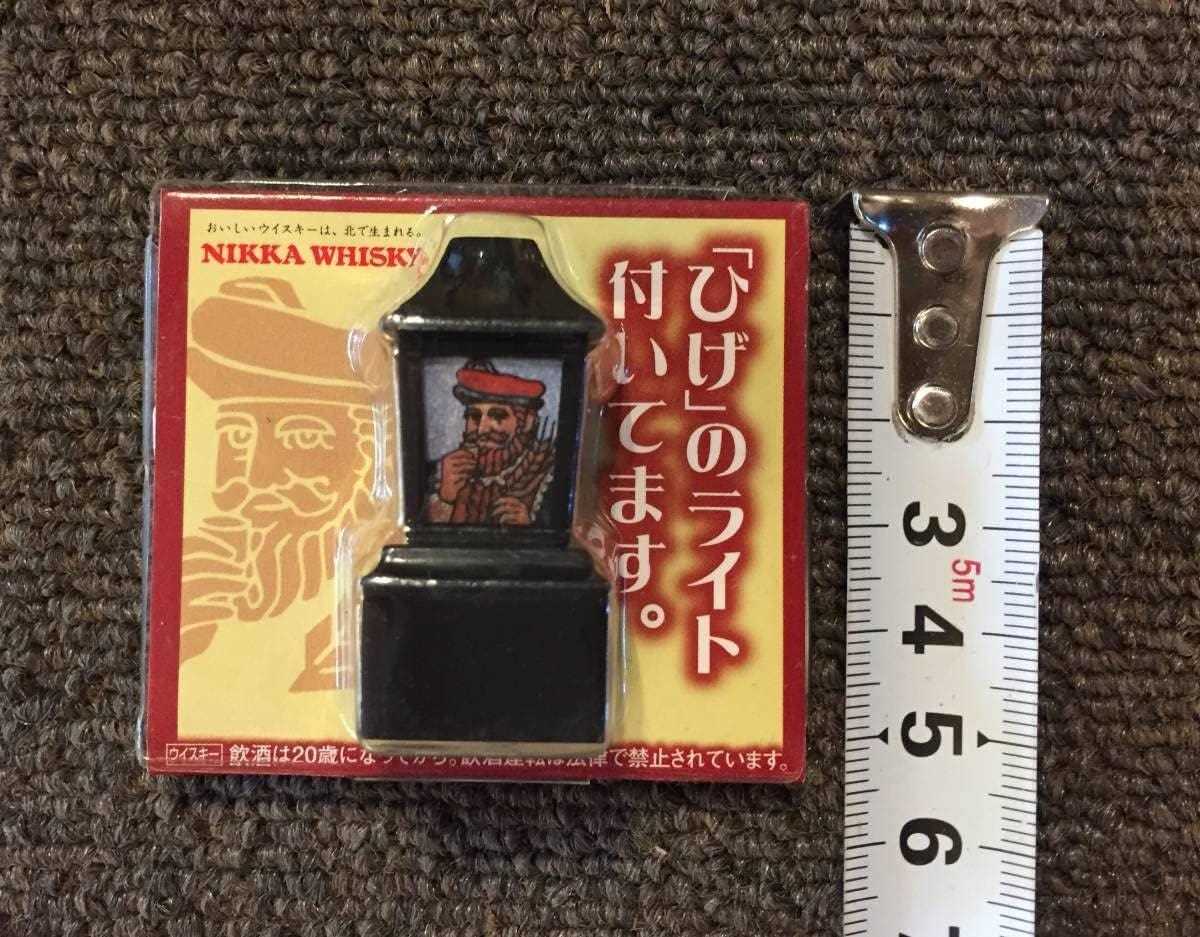 おいしいウイスキーは、北で生まれる。
NIKKA WHISKY
「ひげ」のライト
付いてます。
ウイスキー 飲酒は20歳になってから。飲酒運転は法律で禁止されています。
3
5m
4
5
6
7